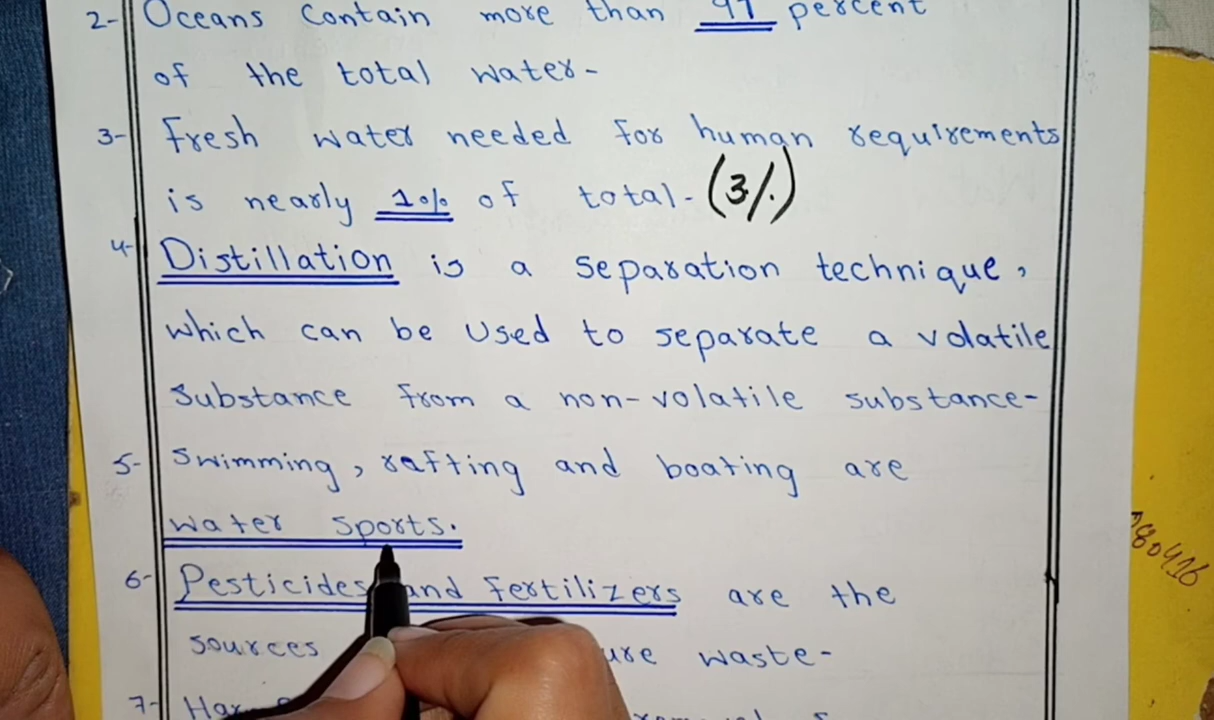 2- Oceans contain more than 97 percent
of the total water-
3- Fresh water needed for human requirements
is nearly 1% of total- (3%)
4- Distillation is a separation technique,
which can be used to separate a volatile
substance from a non-volatile substance-
5- Swimming, rafting and boating are
water sports.
6- Pesticides and Fertilizers are the
sources waste-
7-